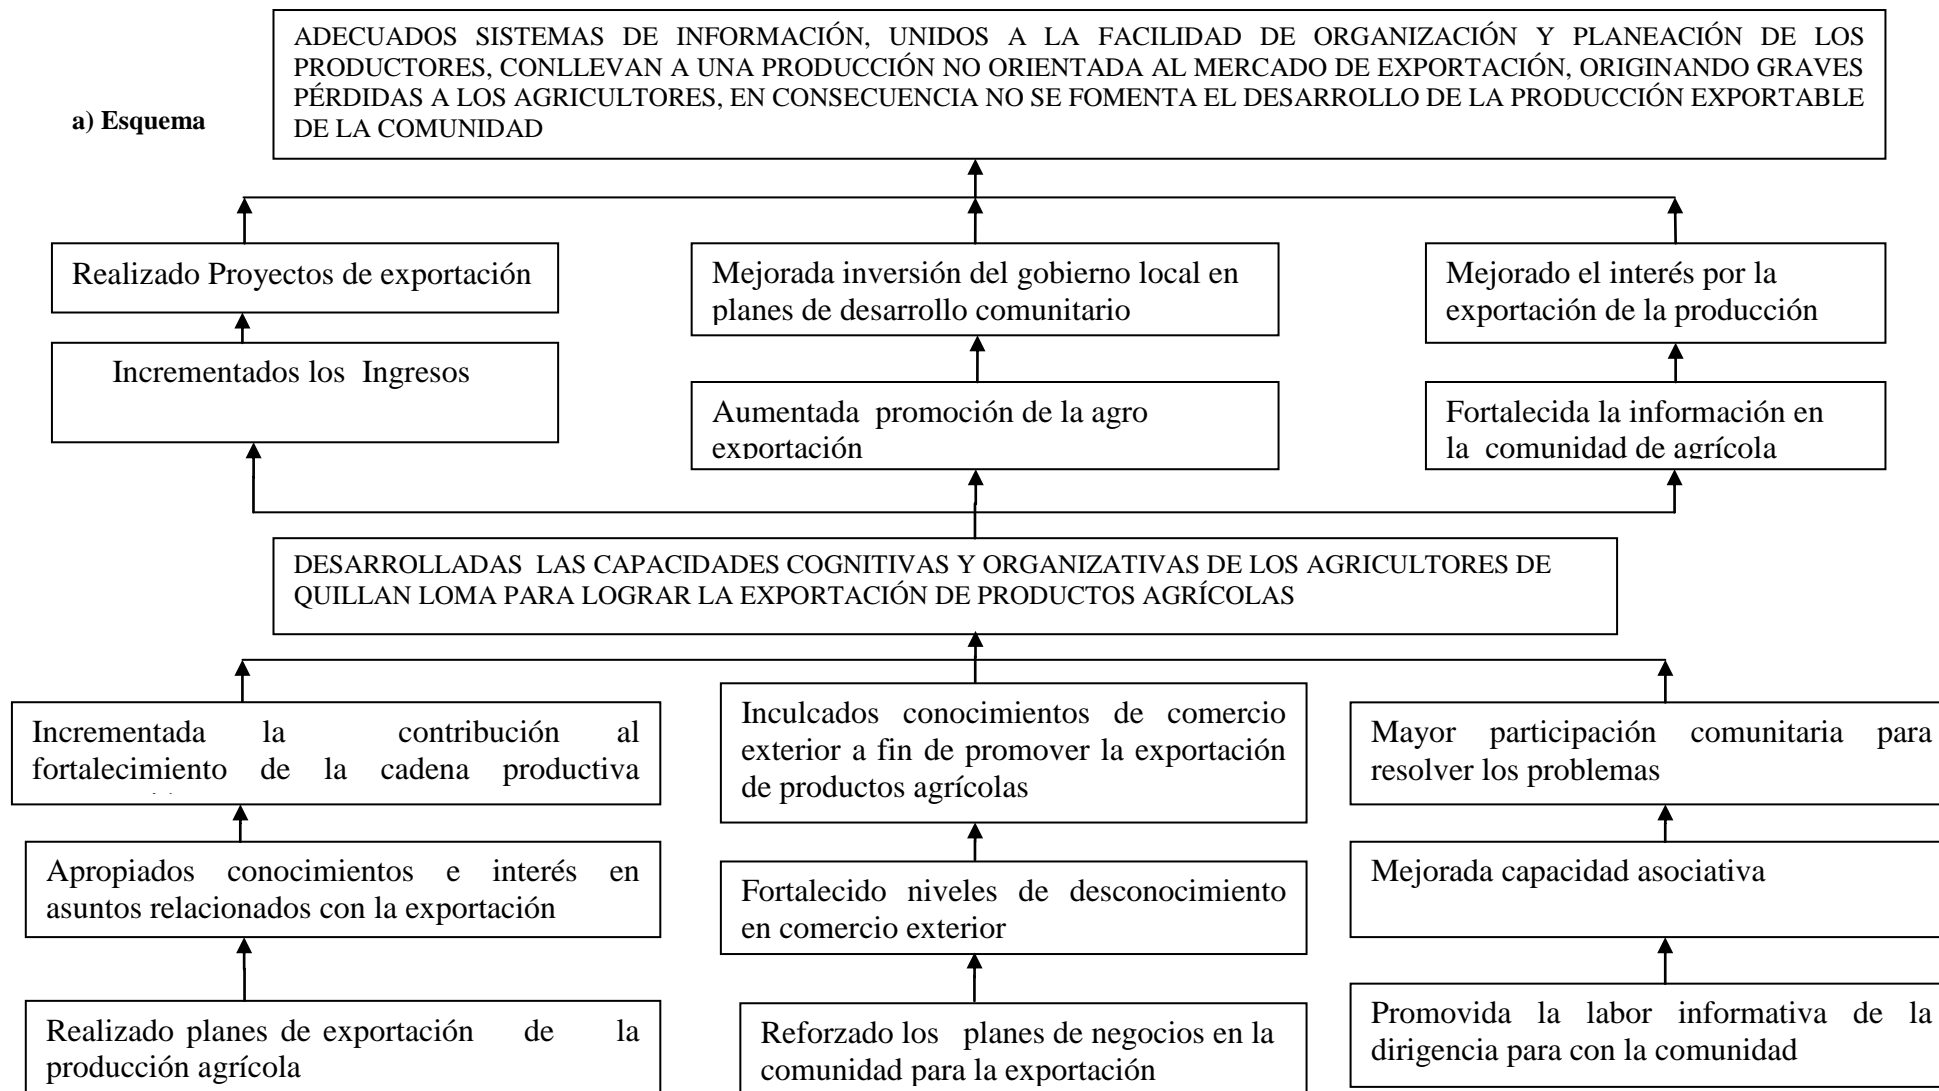 ADECUADOS SISTEMAS DE INFORMACIÓN, UNIDOS A LA FACILIDAD DE ORGANIZACIÓN Y PLANEACIÓN DE LOS
PRODUCTORES, CONLLEVAN A UNA PRODUCCIÓN NO ORIENTADA AL MERCADO DE EXPORTACIÓN, ORIGINANDO GRAVES
PÉRDIDAS A LOS AGRICULTORES, EN CONSECUENCIA NO SE FOMENTA EL DESARROLLO DE LA PRODUCCIÓN EXPORTABLE
DE LA COMUNIDAD
a) Esquema
Realizado Proyectos de exportación
Mejorada inversión del gobierno local en
planes de desarrollo comunitario
Mejorado el interés por la
exportación de la producción
Incrementados los Ingresos
Aumentada promoción de la agro
exportación
Fortalecida la información en
la comunidad de agrícola
DESARROLLADAS LAS CAPACIDADES COGNITIVAS Y ORGANIZATIVAS DE LOS AGRICULTORES DE
QUILLAN LOMA PARA LOGRAR LA EXPORTACIÓN DE PRODUCTOS AGRÍCOLAS
Incrementada la contribución al
fortalecimiento de la cadena productiva
Inculcados conocimientos de comercio
exterior a fin de promover la exportación
de productos agrícolas
Mayor participación comunitaria para
resolver los problemas
Apropiados conocimientos e interés en
asuntos relacionados con la exportación
Fortalecido niveles de desconocimiento
en comercio exterior
Mejorada capacidad asociativa
Realizado planes de exportación de la
producción agrícola
Reforzado los planes de negocios en la
comunidad para la exportación
Promovida la labor informativa de la
dirigencia para con la comunidad